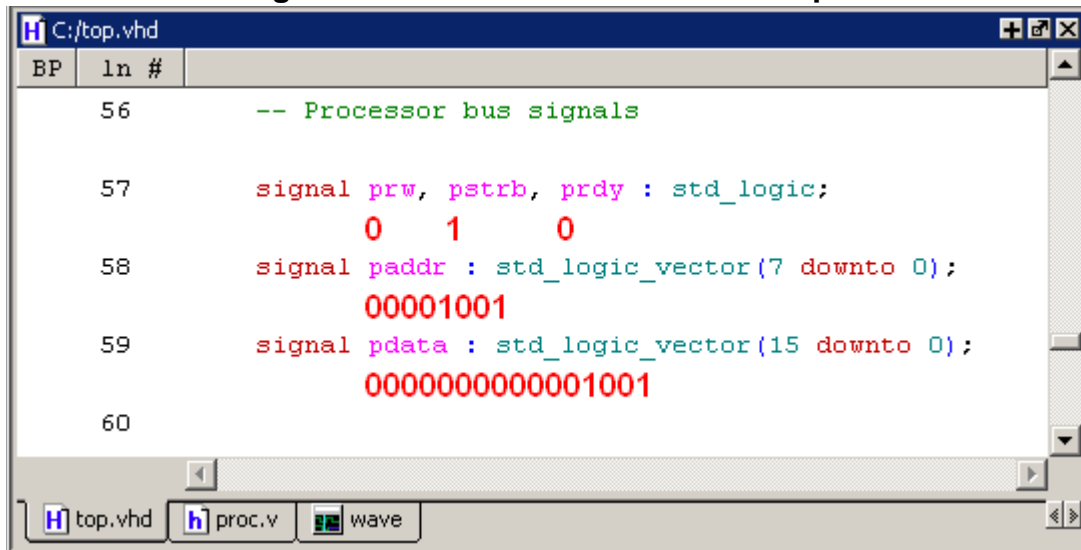 H C:/top.vhd
BP ln #
56 -- Processor bus signals
57 signal prw, pstrb, prdy : std_logic;
0 1 0
58 signal paddr : std_logic_vector(7 downto 0);
00001001
59 signal pdata : std_logic_vector(15 downto 0);
0000000000001001
60
H top.vhd h proc.v wave